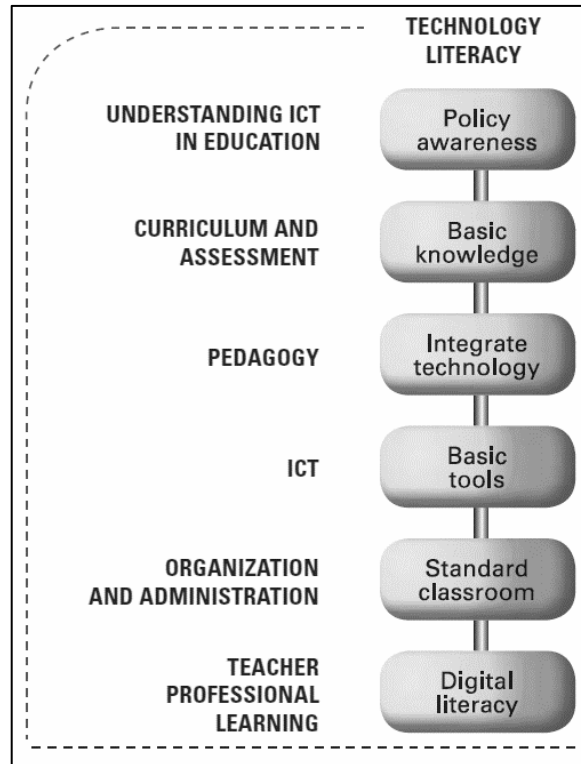 TECHNOLOGY
LITERACY
UNDERSTANDING ICT
IN EDUCATION
Policy
awareness
CURRICULUM AND
ASSESSMENT
Basic
knowledge
PEDAGOGY
Integrate
technology
ICT
Basic
tools
ORGANIZATION
AND ADMINISTRATION
Standard
classroom
TEACHER
PROFESSIONAL
LEARNING
Digital
literacy